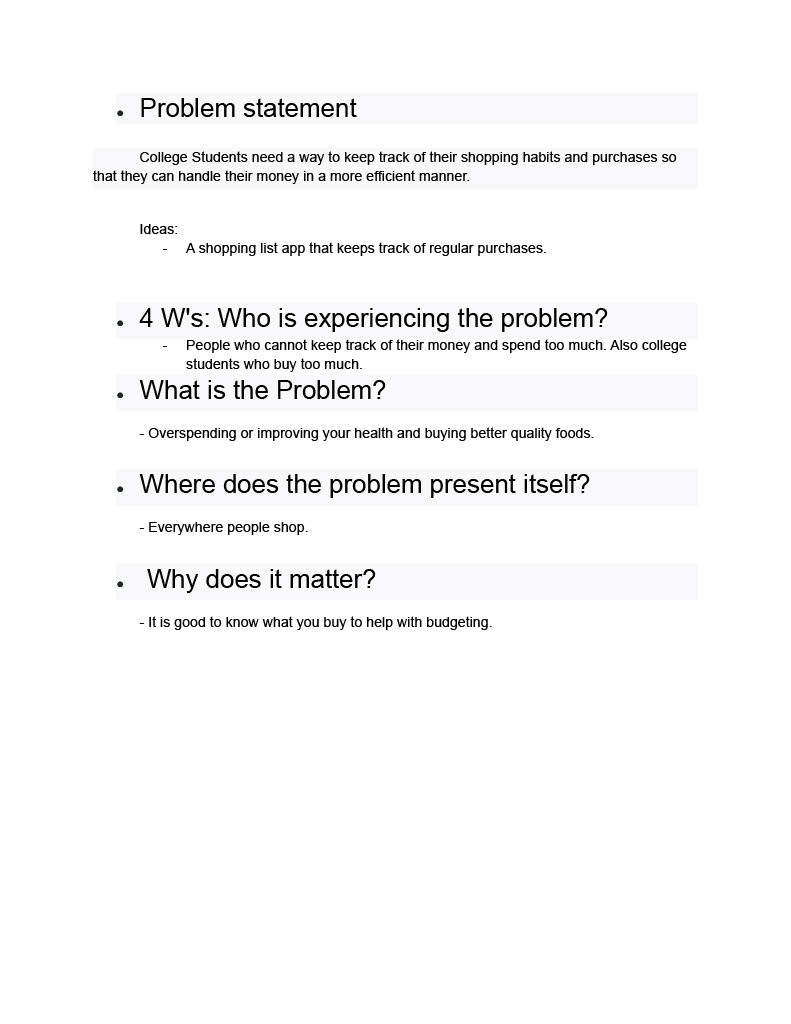 • Problem statement
College Students need a way to keep track of their shopping habits and purchases so
that they can handle their money in a more efficient manner.
Ideas:
- A shopping list app that keeps track of regular purchases.
• 4 W's: Who is experiencing the problem?
- People who cannot keep track of their money and spend too much. Also college
students who buy too much.
• What is the Problem?
- Overspending or improving your health and buying better quality foods.
• Where does the problem present itself?
- Everywhere people shop.
• Why does it matter?
- It is good to know what you buy to help with budgeting.